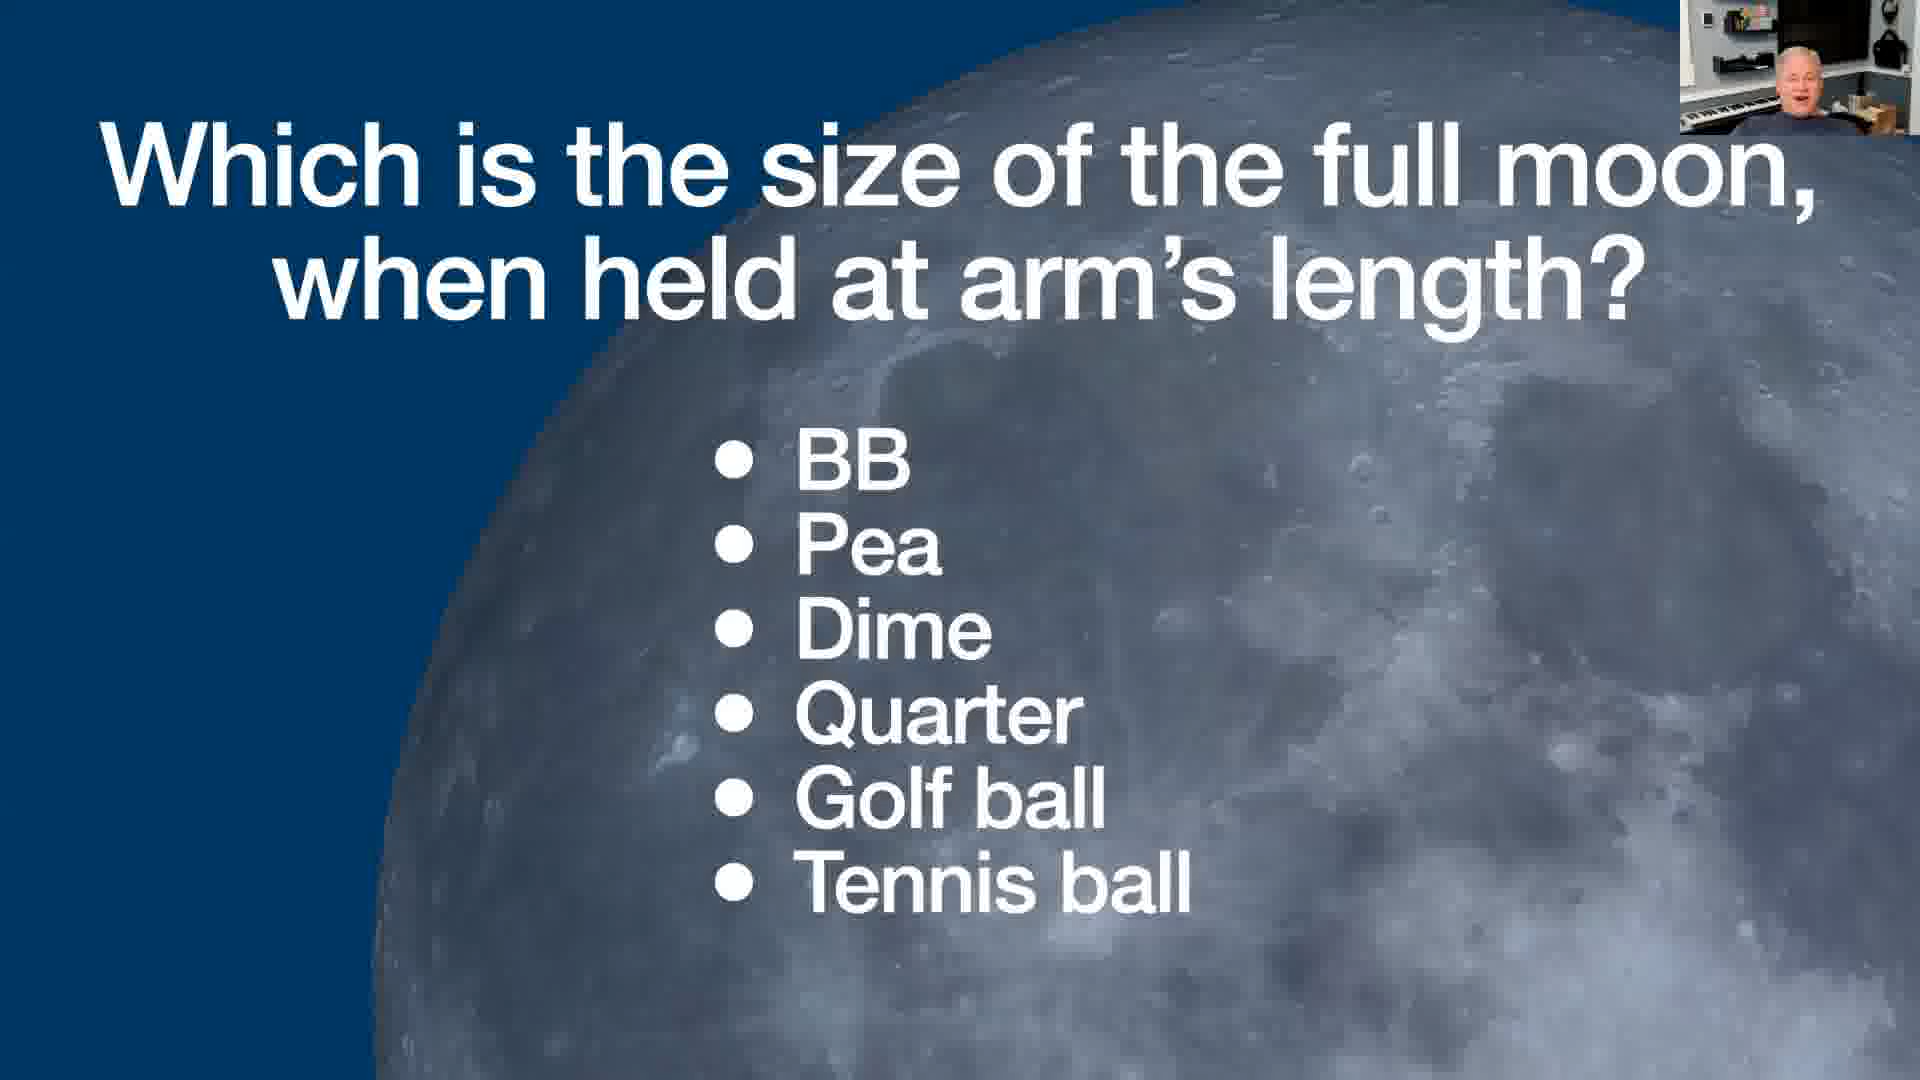 Which is the size of the full moon,
when held at arm’s length?
• BB
• Pea
• Dime
• Quarter
• Golf ball
• Tennis ball